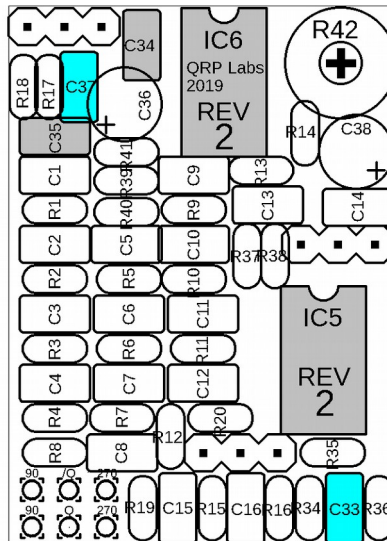 C34
IC6
R42
QRP Labs
2019
R18
R17
C37
C36
REV
2
R14
C38
C35
R41
C1
R39
C9
R13
R1
R40
R9
C13
C14
C2
C5
C10
R37
R38
R2
R5
R10
C3
C6
C11
IC5
R3
R6
R11
C4
C7
C12
REV
2
R4
R7
R20
R8
C8
R12
R35
90
/O
270
R19
C15
R15
C16
R16
R34
C33
R36
90
O
270